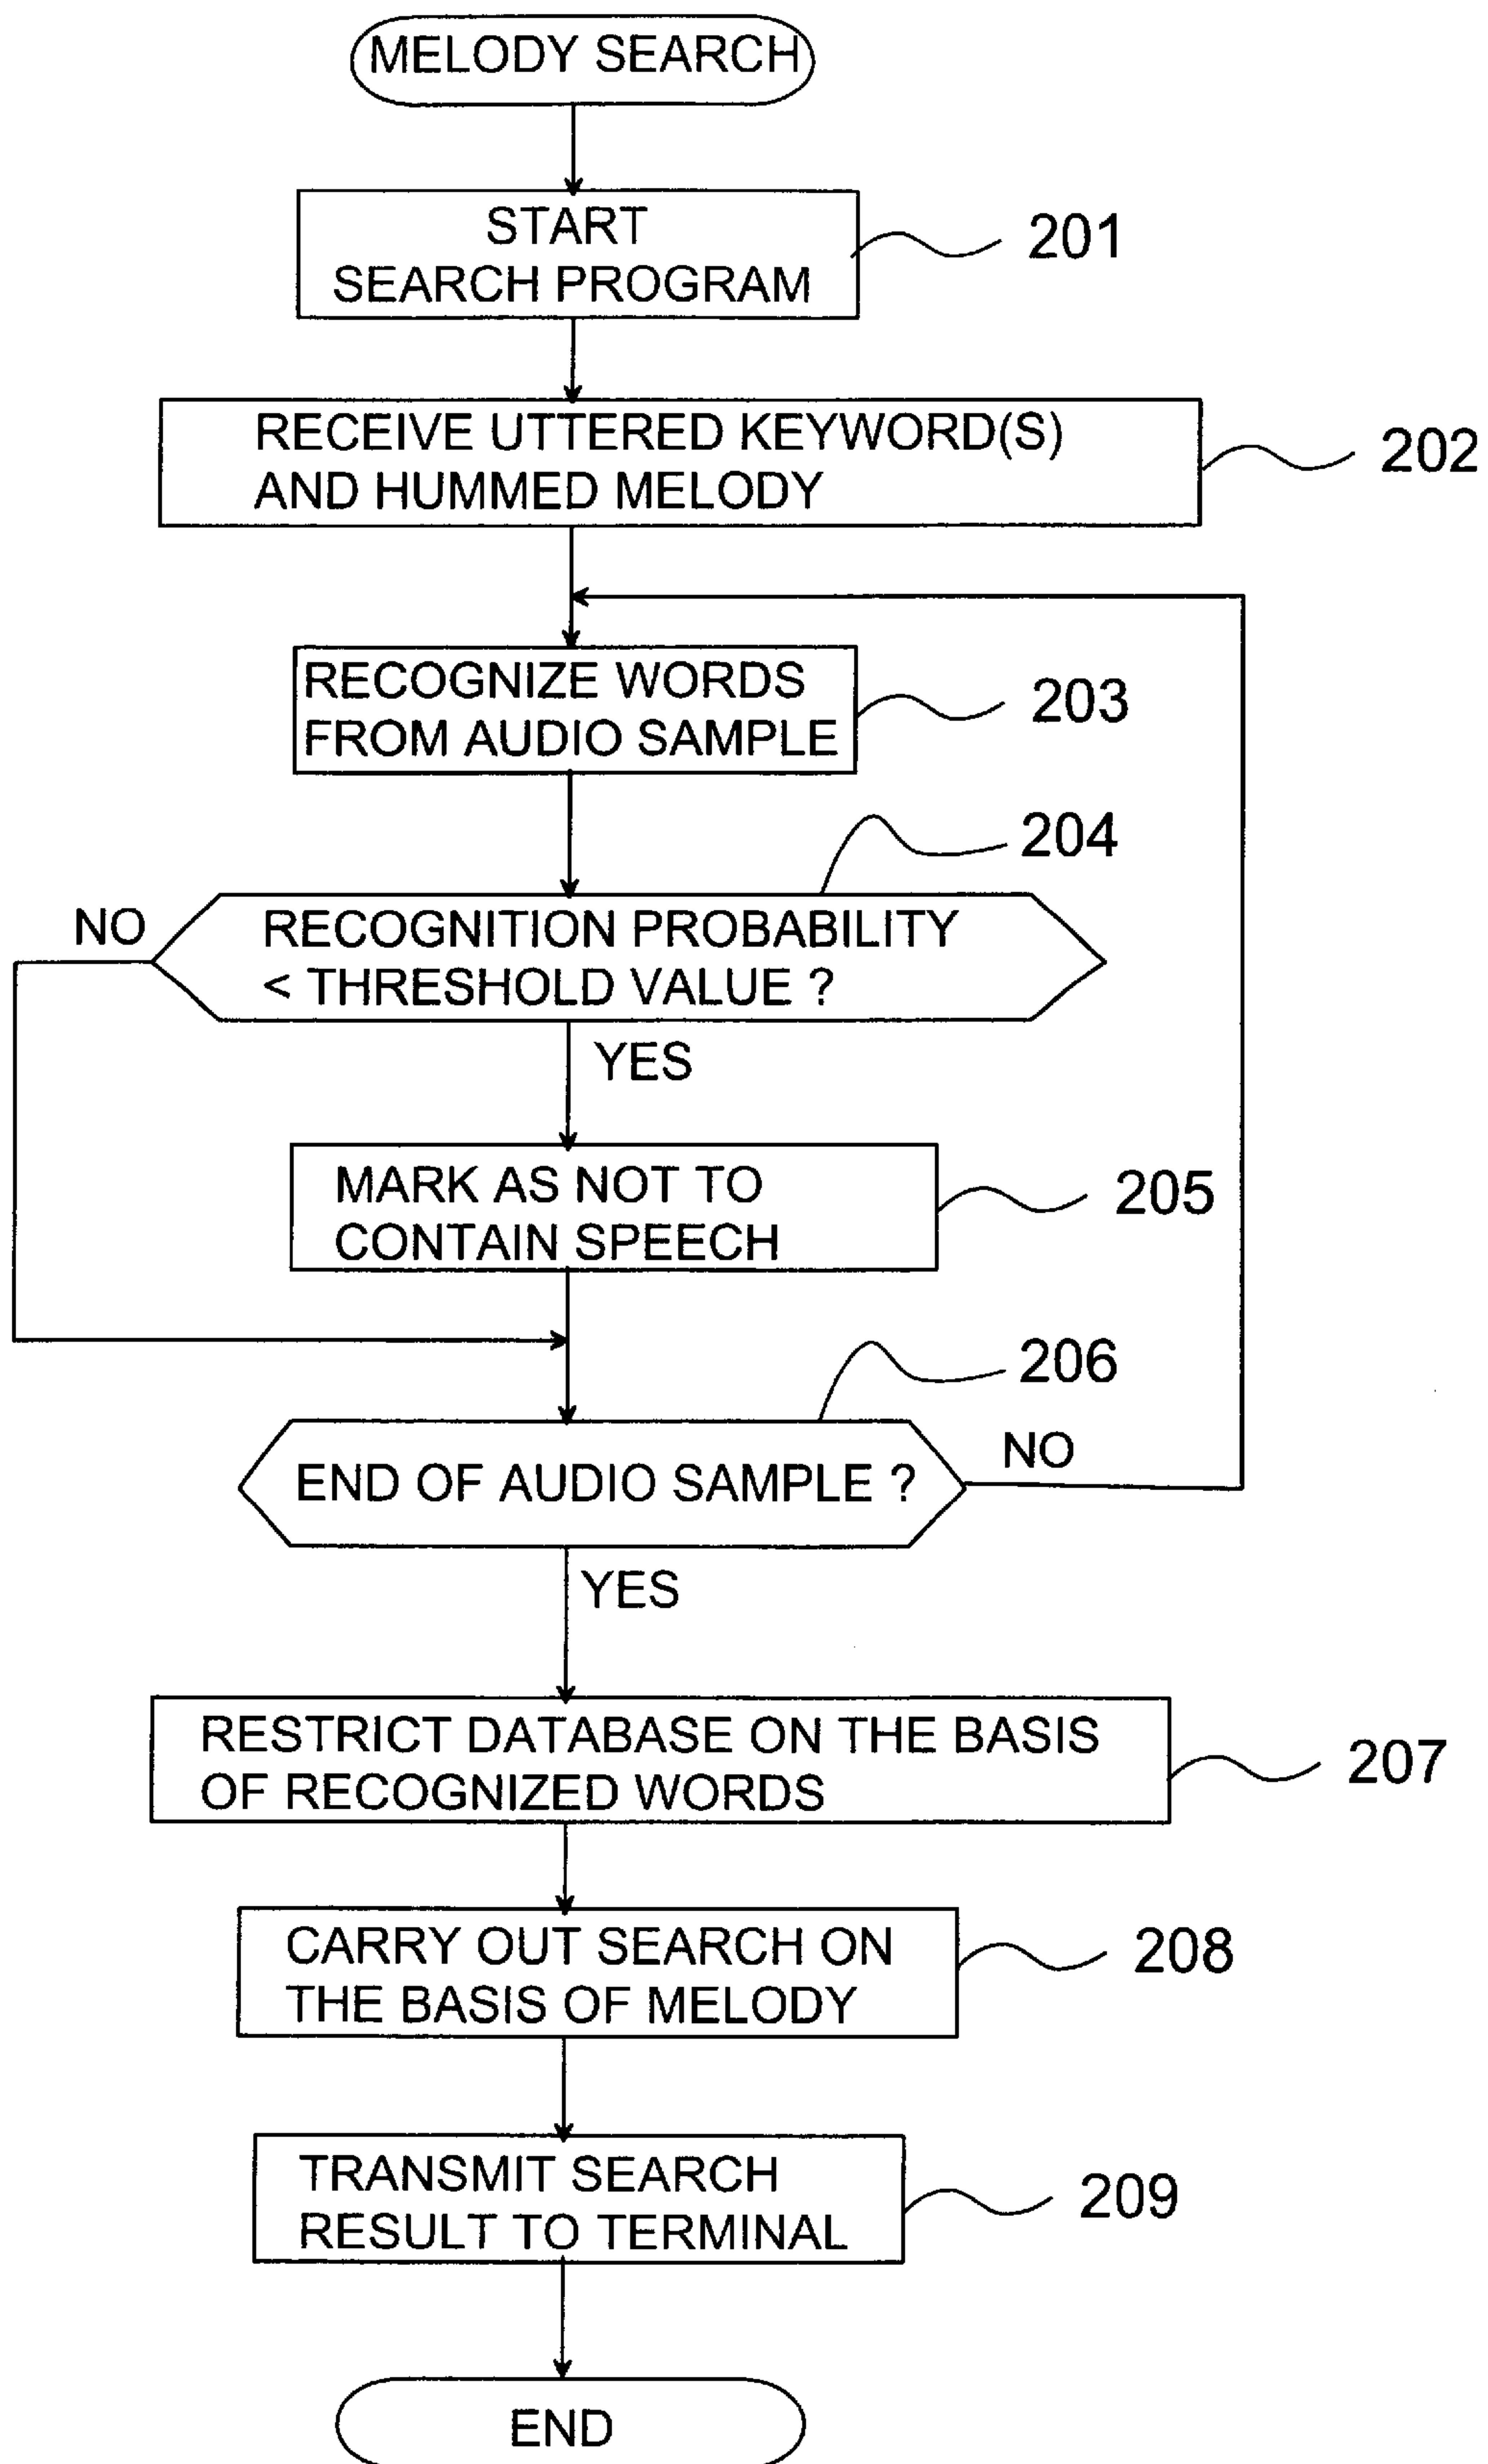 MELODY SEARCH
START
SEARCH PROGRAM
201
RECEIVE UTTERED KEYWORD(S)
AND HUMMED MELODY
202
RECOGNIZE WORDS
FROM AUDIO SAMPLE
203
204
NO
RECOGNITION PROBABILITY
< THRESHOLD VALUE ?
YES
MARK AS NOT TO
CONTAIN SPEECH
205
206
END OF AUDIO SAMPLE ?
NO
YES
RESTRICT DATABASE ON THE BASIS
OF RECOGNIZED WORDS
207
CARRY OUT SEARCH ON
THE BASIS OF MELODY
208
TRANSMIT SEARCH
RESULT TO TERMINAL
209
END